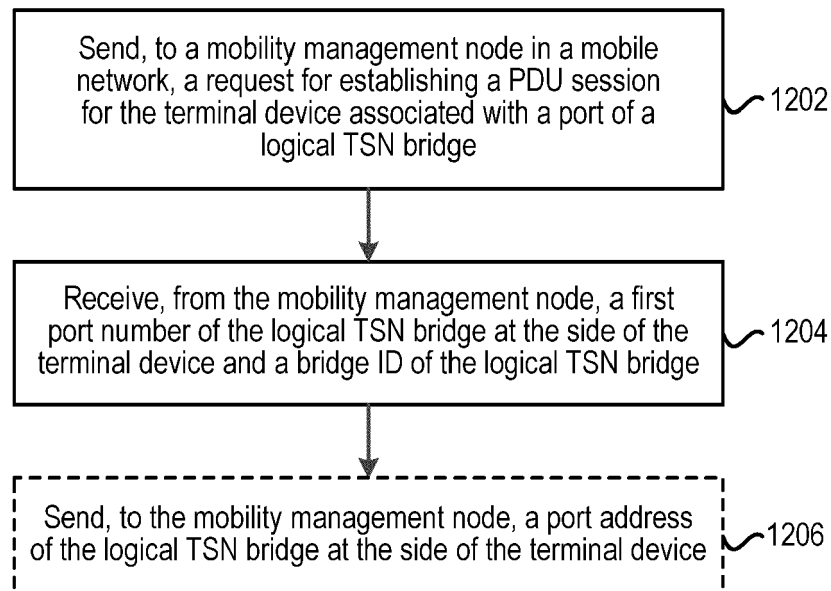 Send, to a mobility management node in a mobile
network, a request for establishing a PDU session
for the terminal device associated with a port of a
logical TSN bridge
1202
Receive, from the mobility management node, a first
port number of the logical TSN bridge at the side of the
terminal device and a bridge ID of the logical TSN bridge
1204
Send, to the mobility management node, a port address
of the logical TSN bridge at the side of the terminal device
1206